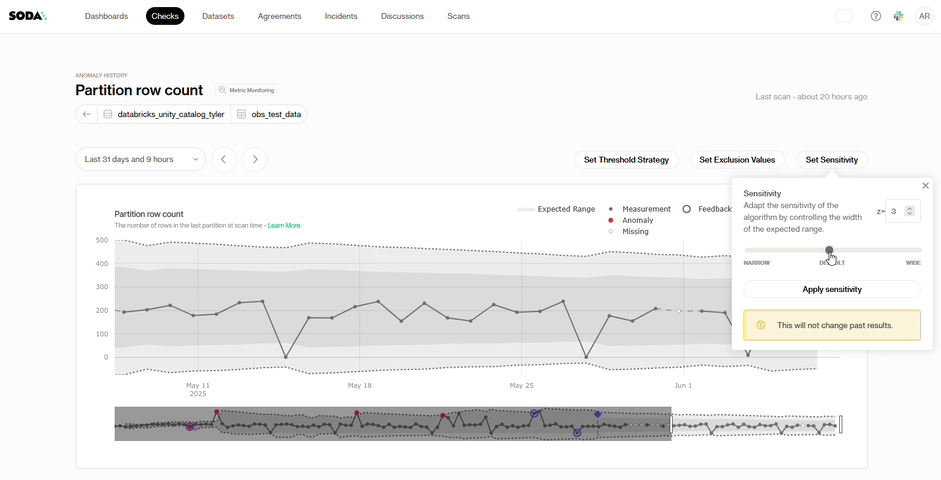 SODA
Dashboards
Checks
Datasets
Agreements
Incidents
Discussions
Scans
?
AR
ANOMALY HISTORY
Partition row count
Metric Monitoring
Last scan - about 20 hours ago
databricks_unity_catalog_tyler
obs_test_data
Last 31 days and 9 hours
Set Threshold Strategy
Set Exclusion Values
Set Sensitivity
Sensitivity
Adapt the sensitivity of the
algorithm by controlling the width
of the expected range.
z= 3
NARROW
WIDE
Apply sensitivity
This will not change past results.
Partition row count
The number of rows in the last partition at scan time - Learn More
Expected Range
Measurement
Feedback
Anomaly
Missing
500
400
300
200
100
0
May 11
2025
May 18
May 25
Jun 1